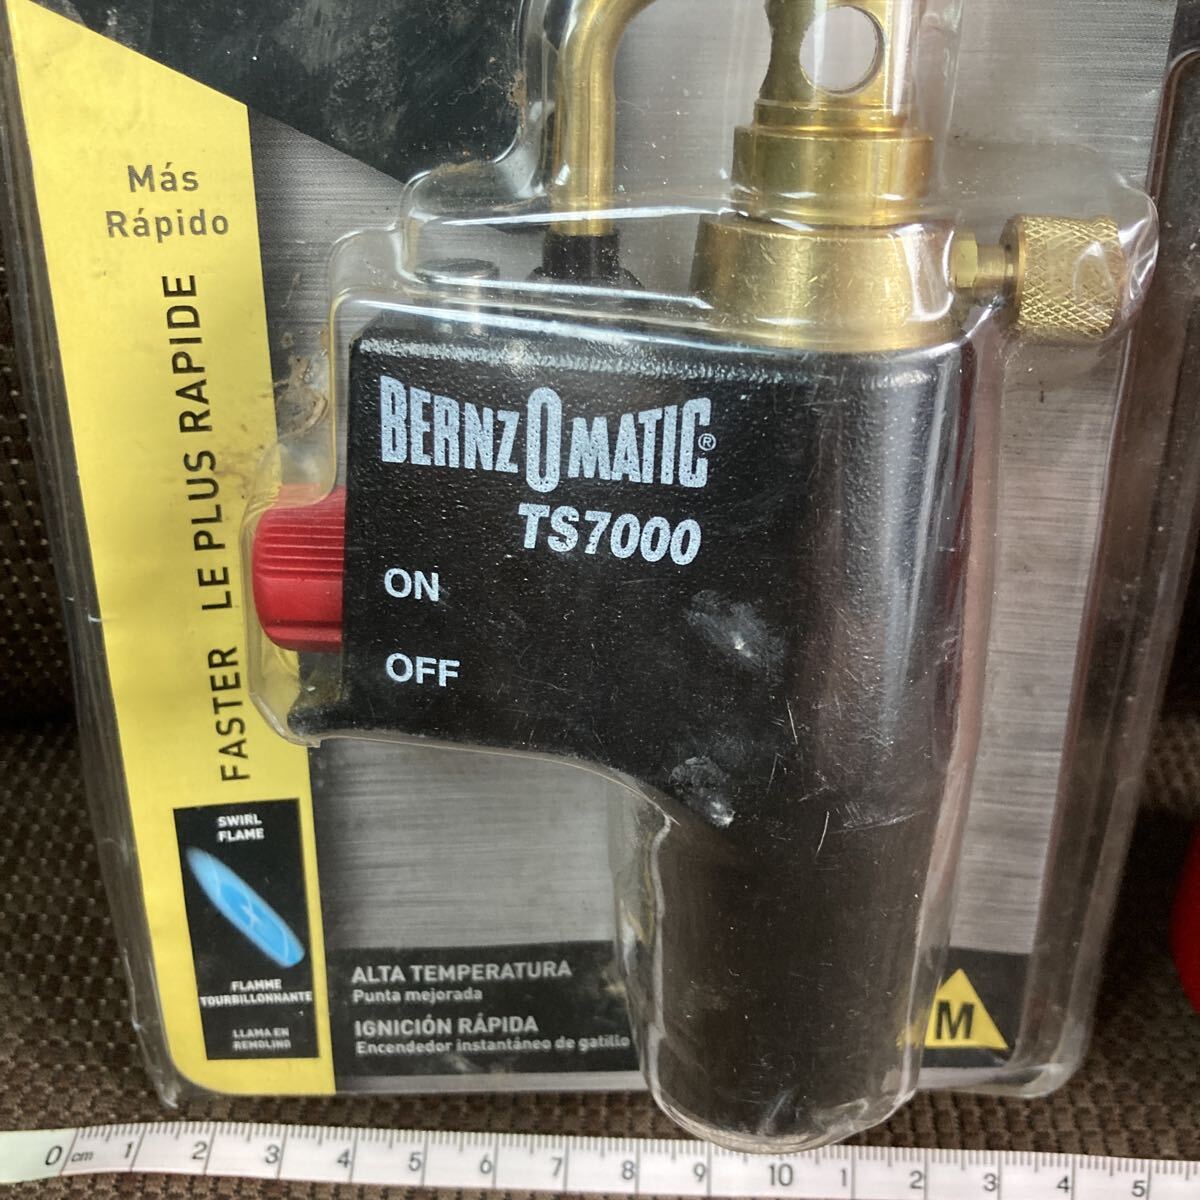 Más
Rápido
FASTER LE PLUS RAPIDE
BERNZOMATIC®
TS7000
ON
OFF
SWIRL
FLAME
FLAMME
TOURBILLONNANTE
LLAMA EN
REMOLINO
ALTA TEMPERATURA
Punta mejorada
IGNICIÓN RÁPIDA
Encendedor instantáneo de gatillo
M
0 cm 1 2 3 4 5 6 7 8 9 10 1 2 3 4 5